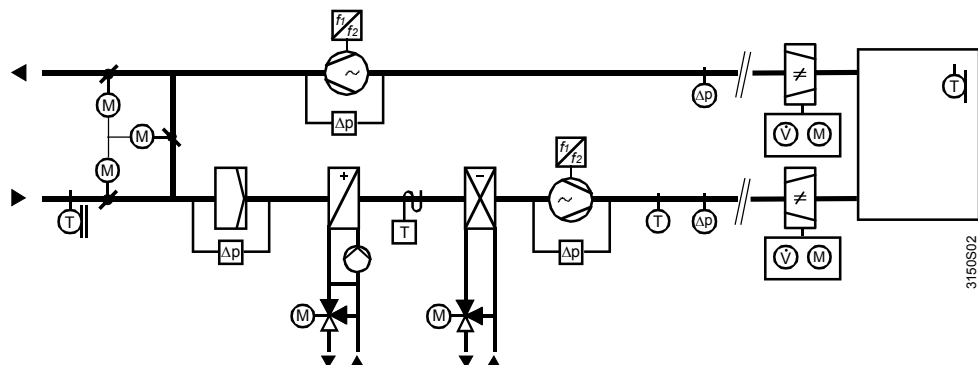 f1
f2
~
M
M
Δp
Δp
≠
T
V̇ M
M
+
-
f1
f2
~
≠
T
T
T
Δp
Δp
Δp
V̇ M
M
M
3150S02